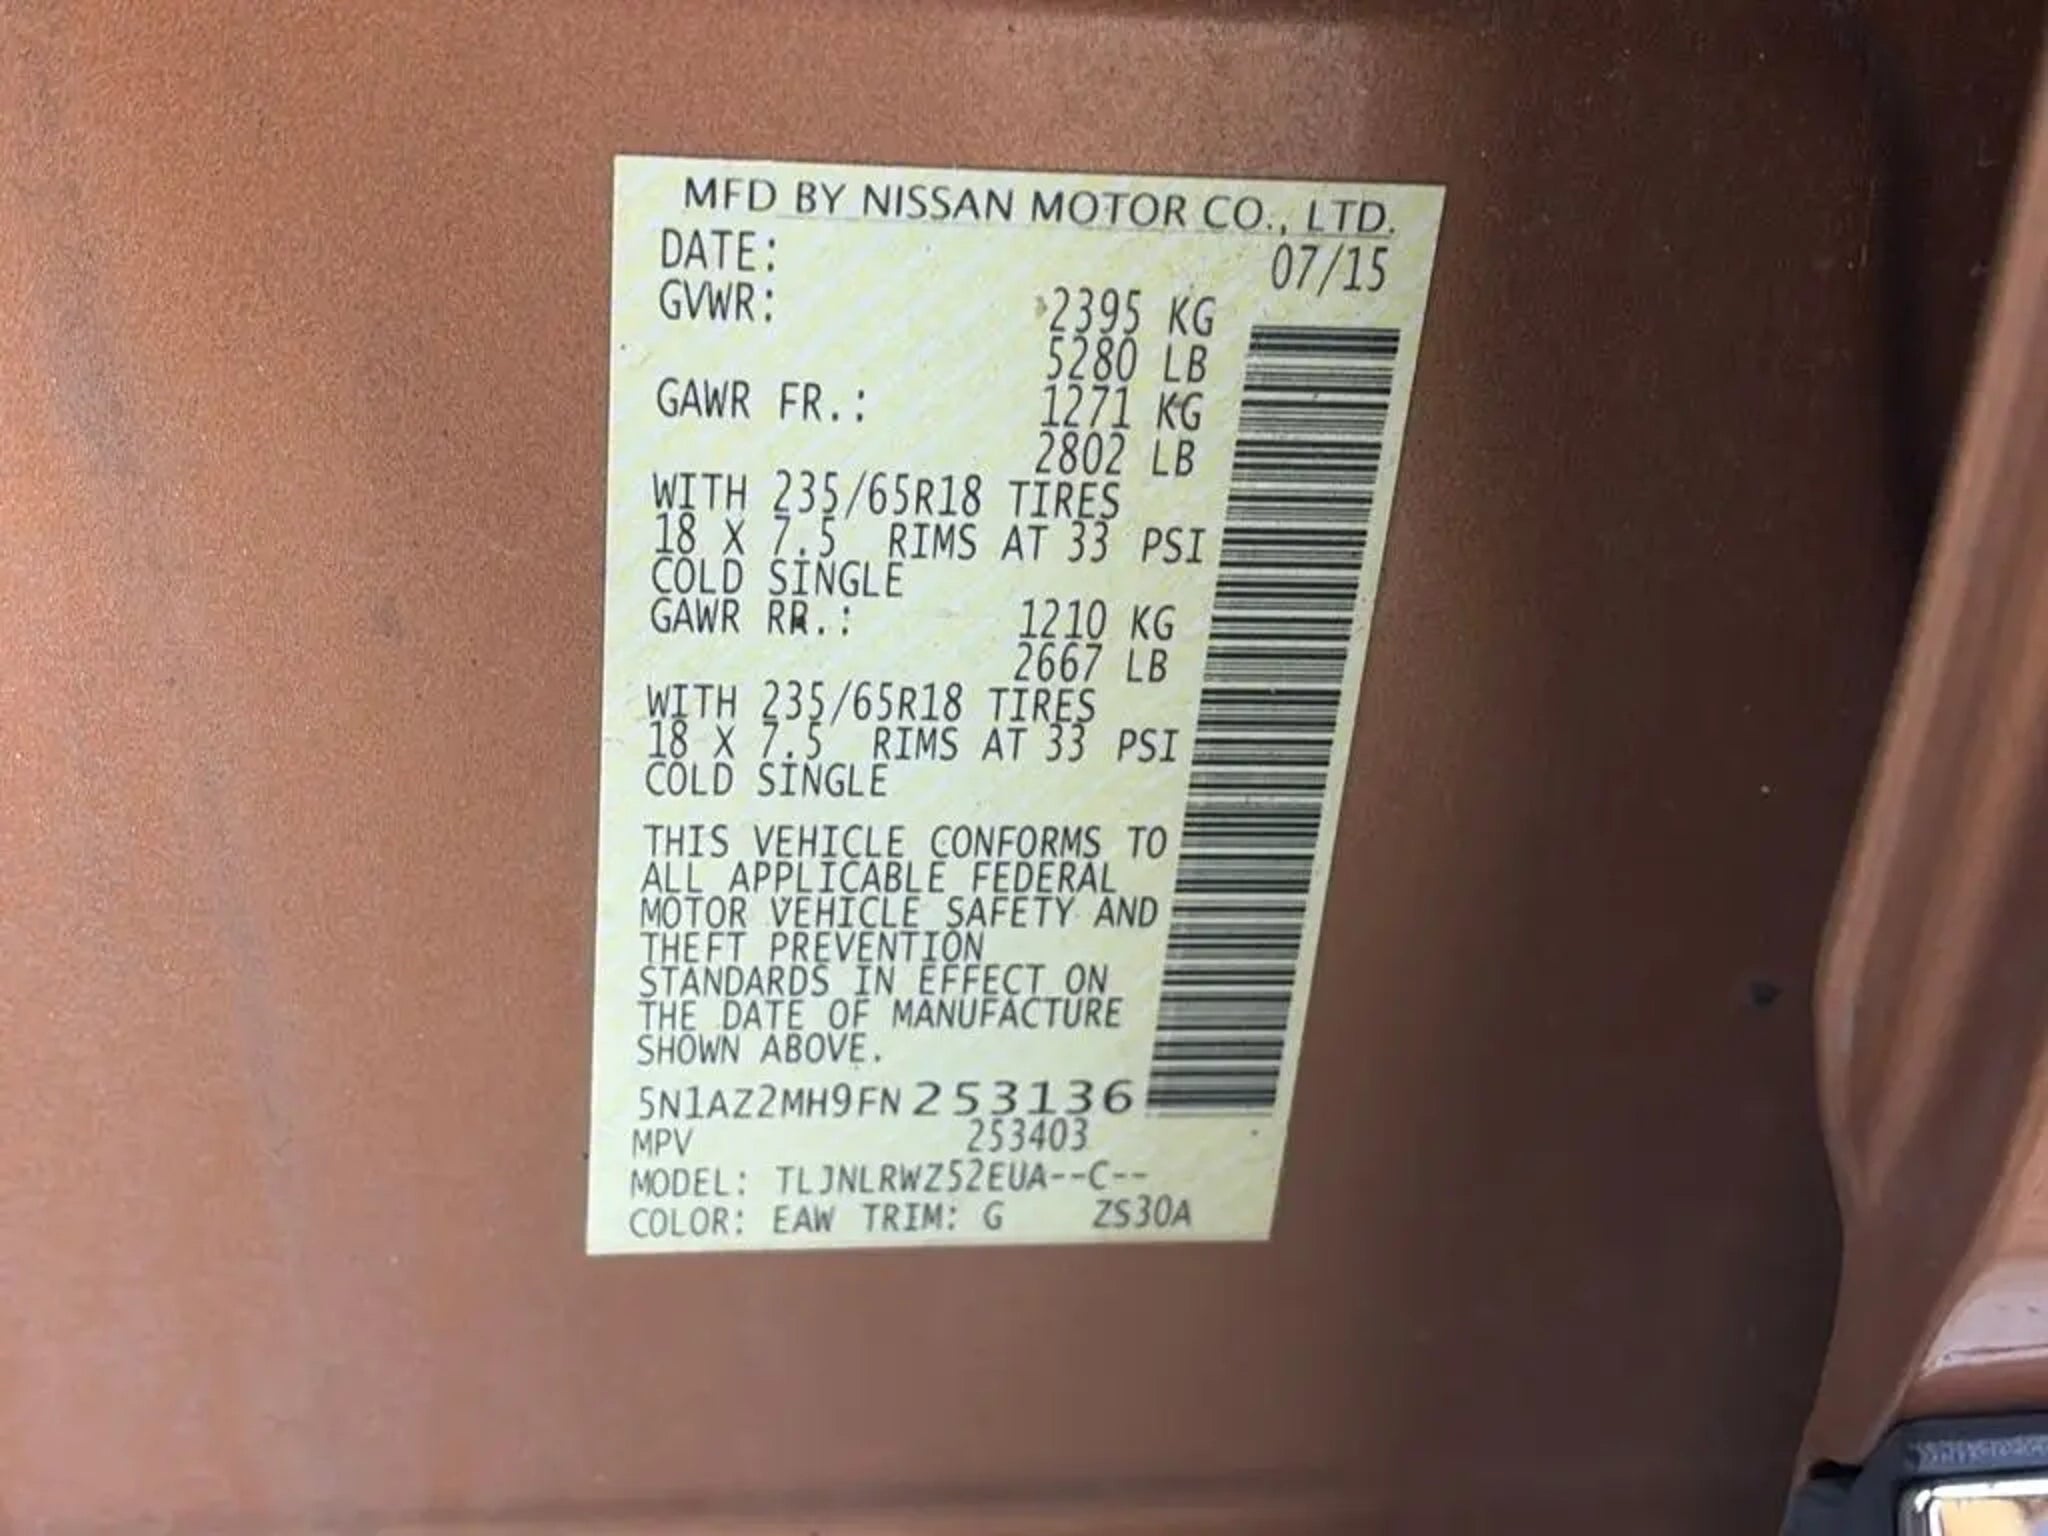 MFD BY NISSAN MOTOR CO., LTD.
DATE: 07/15
GVWR: 2395 KG
5280 LB
GAWR FR.: 1271 KG
2802 LB
WITH 235/65R18 TIRES
18 X 7.5 RIMS AT 33 PSI
COLD SINGLE
GAWR RR.: 1210 KG
2667 LB
WITH 235/65R18 TIRES
18 X 7.5 RIMS AT 33 PSI
COLD SINGLE
THIS VEHICLE CONFORMS TO
ALL APPLICABLE FEDERAL
MOTOR VEHICLE SAFETY AND
THEFT PREVENTION
STANDARDS IN EFFECT ON
THE DATE OF MANUFACTURE
SHOWN ABOVE.
5N1AZ2MH9FN253136
MPV 253403
MODEL: TLJNLRWZ52EUA--C--
COLOR: EAW TRIM: G ZS30A